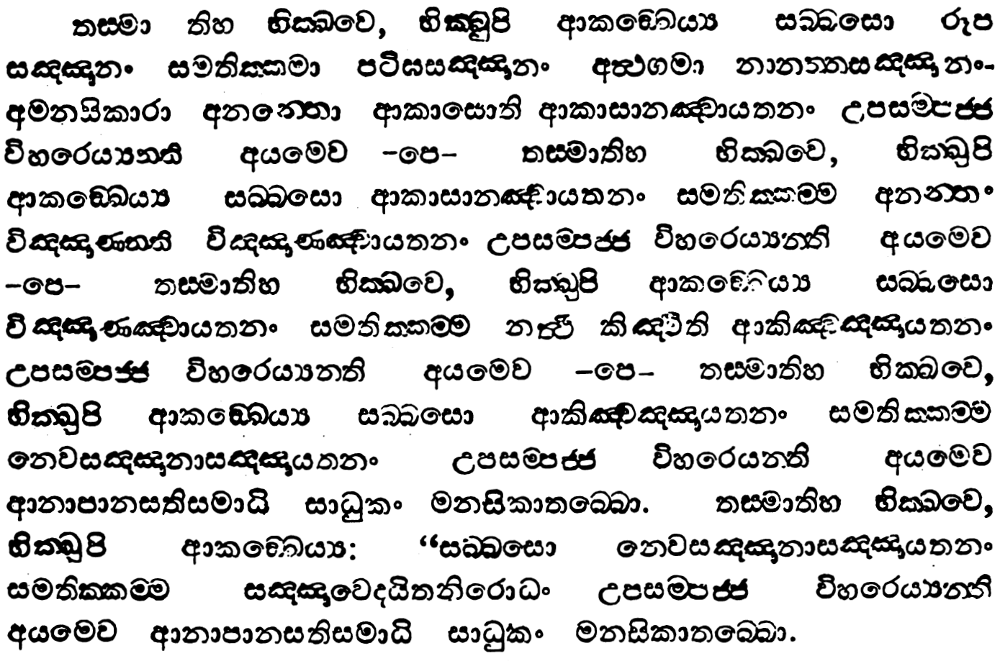 තස්මා තිහ භික්ඛවෙ, භික්ඛුපි ආකඞ්ඛෙය්‍ය සබ්බසො රූප
සඤ්ඤානං සමතික්කමා පටිඝසඤ්ඤානං අත්‍ථගමා නානත්තසඤ්ඤානං-
අමනසිකාරා අනන්තො ආකාසොති ආකාසානඤ්චායතනං උපසම්පජ්ජ
විහරෙය්‍යන්ති අයමෙව -පෙ- තස්මාතිහ භික්ඛවෙ, භික්ඛුපි
ආකඞ්ඛෙය්‍ය සබ්බසො ආකාසානඤ්චායතනං සමතික්කම්ම අනන්තං
විඤ්ඤාණන්ති විඤ්ඤාණඤ්චායතනං උපසම්පජ්ජ විහරෙය්‍යන්ති අයමෙව
-පෙ- තස්මාතිහ භික්ඛවෙ, භික්ඛුපි ආකඞ්ඛෙය්‍ය සබ්බසො
විඤ්ඤාණඤ්චායතනං සමතික්කම්ම නත්‍ථි කිඤ්චීති ආකිඤ්චඤ්ඤායතනං
උපසම්පජ්ජ විහරෙය්‍යන්ති අයමෙව -පෙ- තස්මාතිහ භික්ඛවෙ,
භික්ඛුපි ආකඞ්ඛෙය්‍ය සබ්බසො ආකිඤ්චඤ්ඤායතනං සමතික්කම්ම
නෙවසඤ්ඤානාසඤ්ඤායතනං උපසම්පජ්ජ විහරෙයන්ති අයමෙව
ආනාපානසතිසමාධි සාධුකං මනසිකාතබ්බො. තස්මාතිහ භික්ඛවෙ,
භික්ඛුපි ආකඞ්ඛෙය්‍ය: “සබ්බසො නෙවසඤ්ඤානාසඤ්ඤායතනං
සමතික්කම්ම සඤ්ඤාවෙදයිතනිරොධං උපසම්පජ්ජ විහරෙය්‍යන්ති
අයමෙව ආනාපානසතිසමාධි සාධුකං මනසිකාතබ්බො.